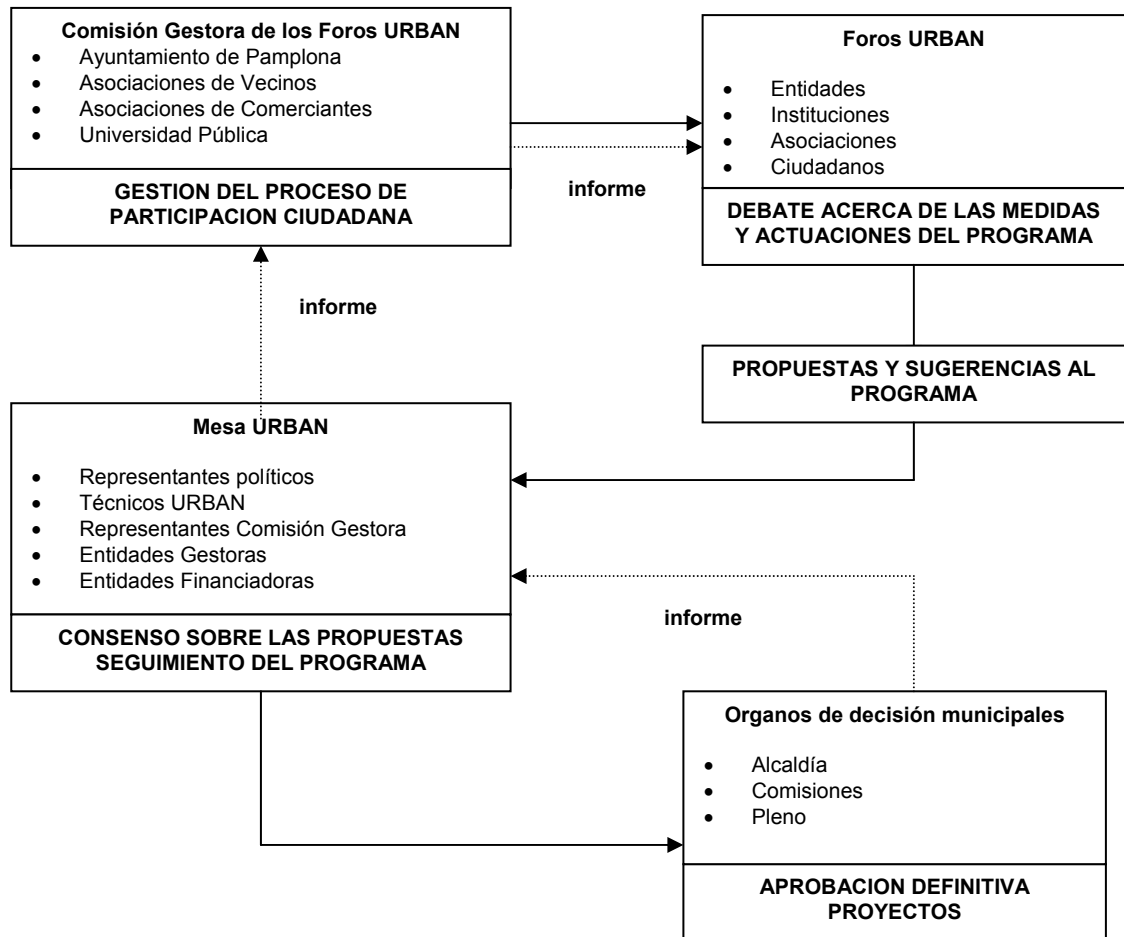 Comisión Gestora de los Foros URBAN
• Ayuntamiento de Pamplona
• Asociaciones de Vecinos
• Asociaciones de Comerciantes
• Universidad Pública
GESTION DEL PROCESO DE
PARTICIPACION CIUDADANA
informe
Foros URBAN
• Entidades
• Instituciones
• Asociaciones
• Ciudadanos
DEBATE ACERCA DE LAS MEDIDAS
Y ACTUACIONES DEL PROGRAMA
informe
PROPUESTAS Y SUGERENCIAS AL
PROGRAMA
Mesa URBAN
• Representantes políticos
• Técnicos URBAN
• Representantes Comisión Gestora
• Entidades Gestoras
• Entidades Financiadoras
CONSENSO SOBRE LAS PROPUESTAS
SEGUIMIENTO DEL PROGRAMA
informe
Organos de decisión municipales
• Alcaldía
• Comisiones
• Pleno
APROBACION DEFINITIVA
PROYECTOS